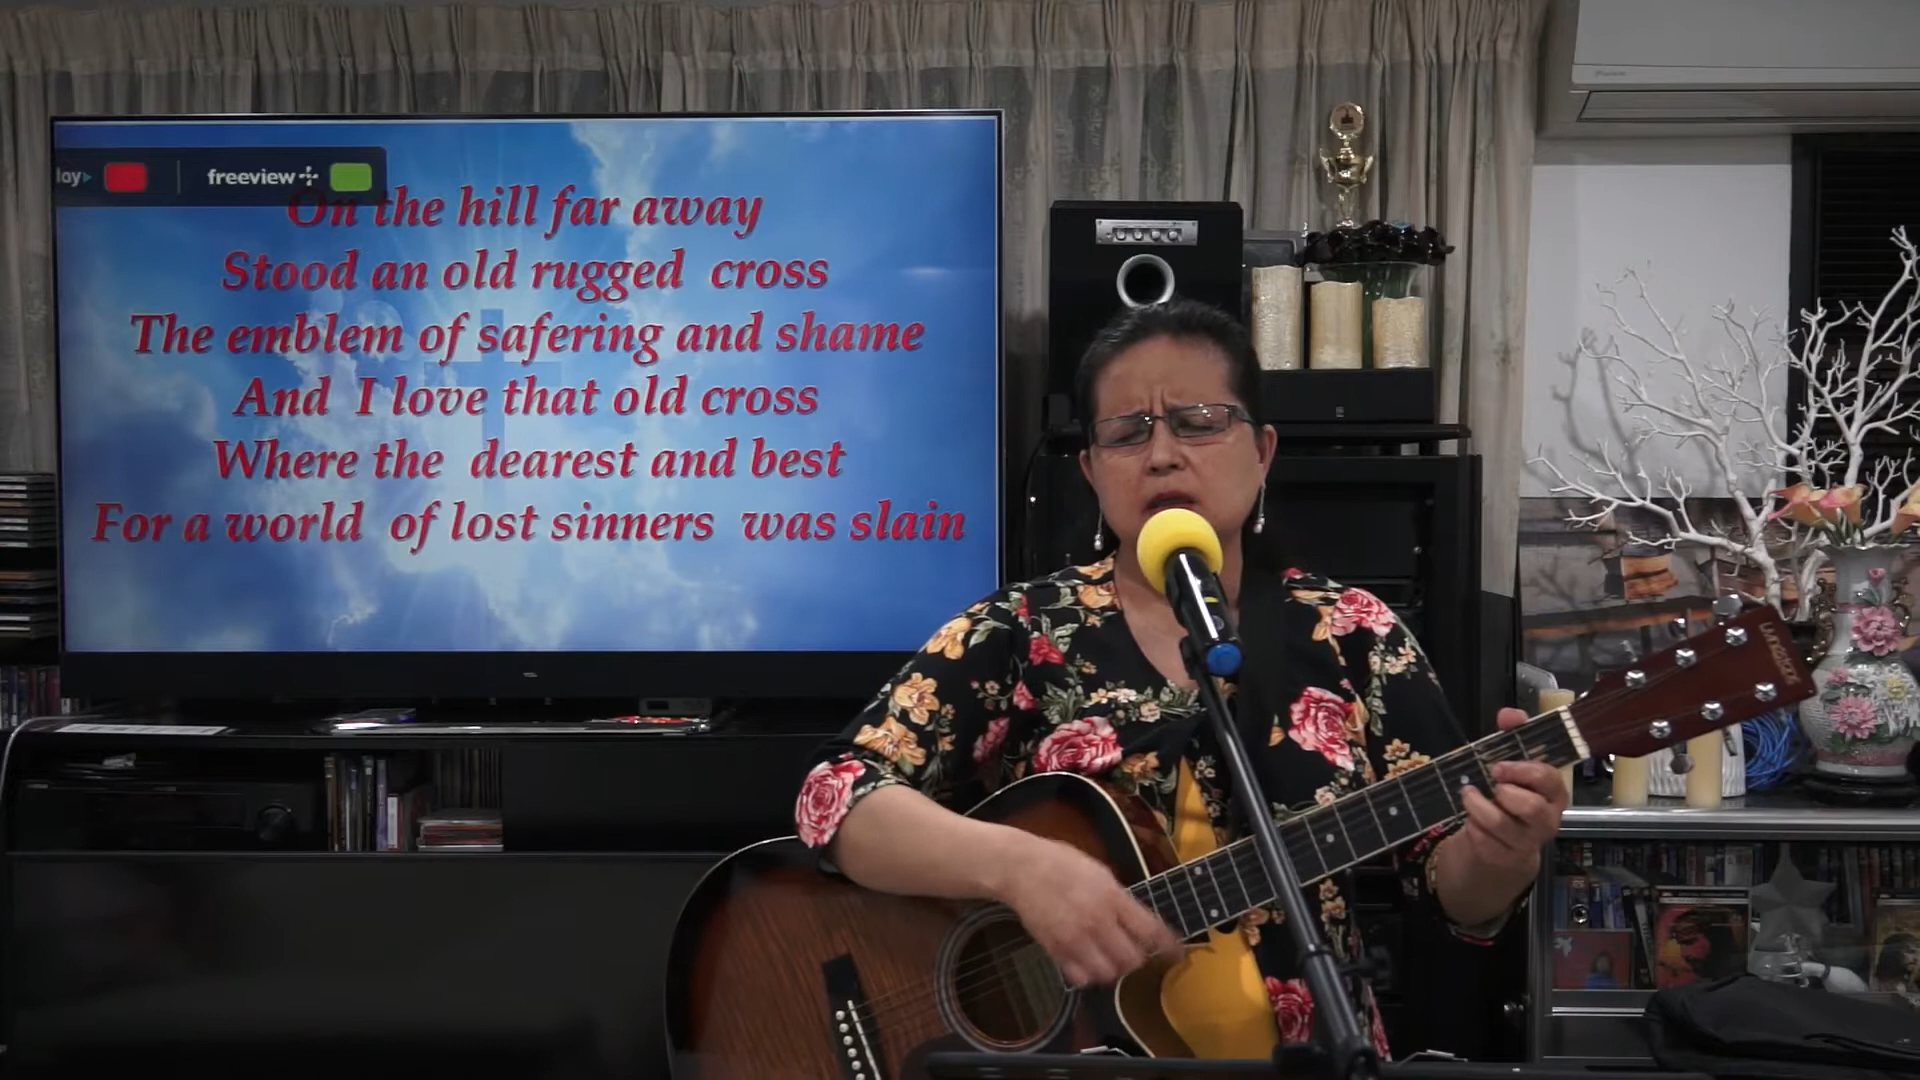 lay
freeview
On the hill far away
Stood an old rugged cross
The emblem of safering and shame
And I love that old cross
Where the dearest and best
For a world of lost sinners was slain